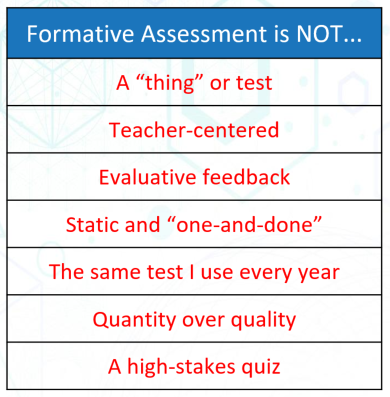 Formative Assessment is NOT...
A “thing” or test
Teacher-centered
Evaluative feedback
Static and “one-and-done”
The same test I use every year
Quantity over quality
A high-stakes quiz